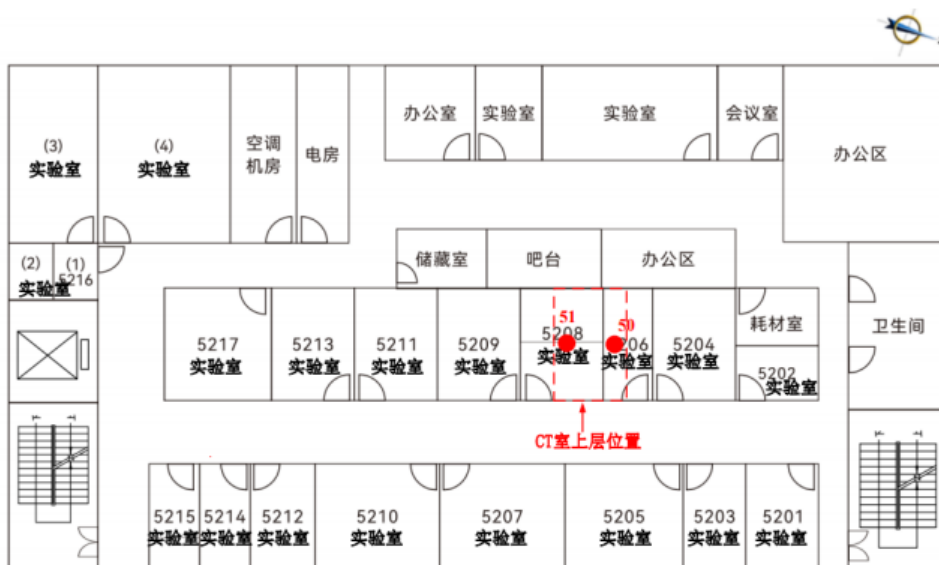 办公室
实验室
实验室
会议室
(3)
实验室
(4)
实验室
空调
机房
电房
办公区
储藏室
吧台
办公区
(2)
(1)
5216
实验室
51
50
耗材室
卫生间
5217
实验室
5213
实验室
5211
实验室
5209
实验室
5208
实验室
206
实验室
5204
实验室
5202
实验室
CT室上层位置
下
上
下
上
5215
实验室
5214
实验室
5212
实验室
5210
实验室
5207
实验室
5205
实验室
5203
实验室
5201
实验室